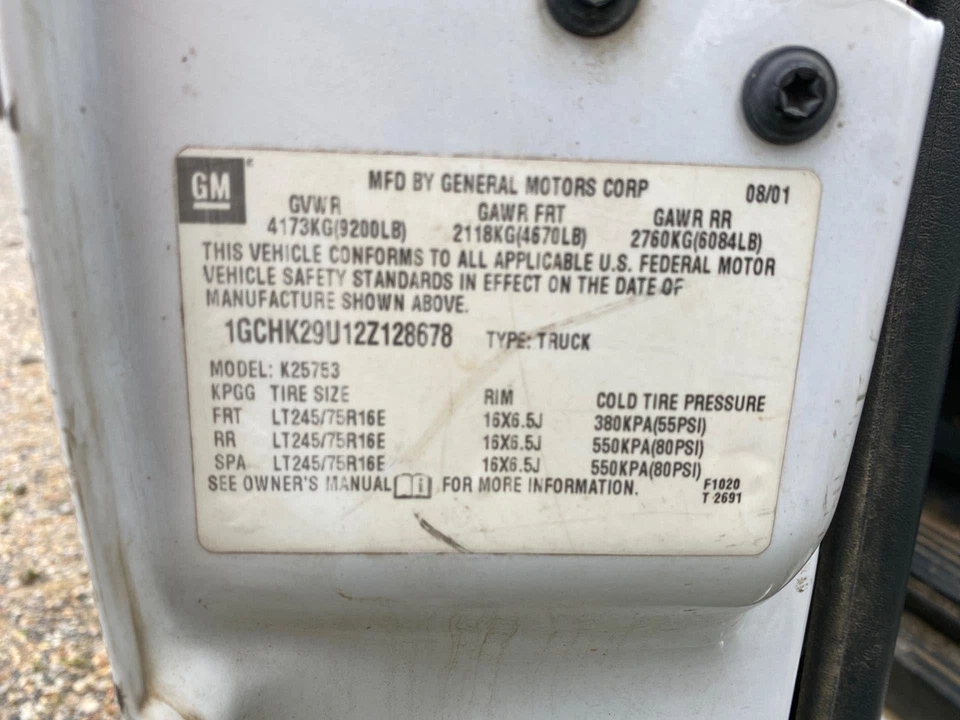 GM
MFD BY GENERAL MOTORS CORP 08/01
GVWR GAWR FRT GAWR RR
4173KG(9200LB) 2118KG(4670LB) 2760KG(6084LB)
THIS VEHICLE CONFORMS TO ALL APPLICABLE U.S. FEDERAL MOTOR
VEHICLE SAFETY STANDARDS IN EFFECT ON THE DATE OF
MANUFACTURE SHOWN ABOVE.
1GCHK29U12Z128678 TYPE: TRUCK
MODEL: K25753
KPGG TIRE SIZE RIM COLD TIRE PRESSURE
FRT LT245/75R16E 16X6.5J 380KPA(55PSI)
RR LT245/75R16E 16X6.5J 550KPA(80PSI)
SPA LT245/75R16E 16X6.5J 550KPA(80PSI)
SEE OWNER'S MANUAL FOR MORE INFORMATION. F1020
T 2691